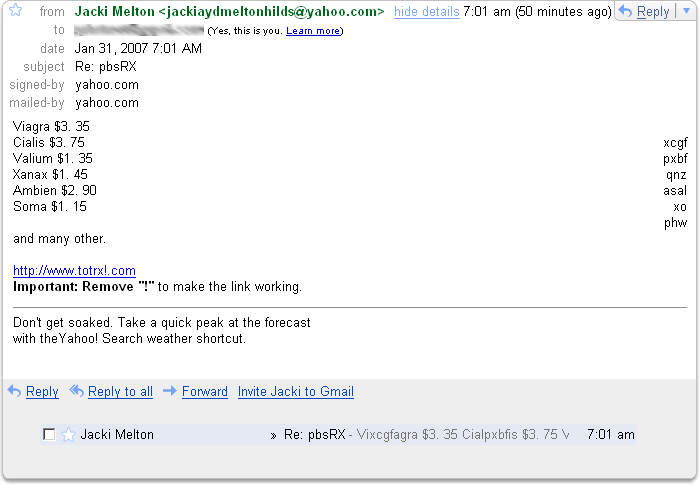 from Jacki Melton <jackiaydmeltonhilds@yahoo.com> hide details 7:01 am (50 minutes ago) Reply
to (Yes, this is you. Learn more)
date Jan 31, 2007 7:01 AM
subject Re: pbsRX
signed-by yahoo.com
mailed-by yahoo.com
Viagra $3. 35
Cialis $3. 75 xcgf
Valium $1. 35 pxbf
Xanax $1. 45 qnz
Ambien $2. 90 asal
Soma $1. 15 xo
phw
and many other.
http://www.totrx!.com
Important: Remove "!" to make the link working.
Don't get soaked. Take a quick peak at the forecast
with theYahoo! Search weather shortcut.
Reply Reply to all Forward Invite Jacki to Gmail
Jacki Melton » Re: pbsRX - Vixcgfagra $3. 35 Cialpxbfis $3. 75 V 7:01 am